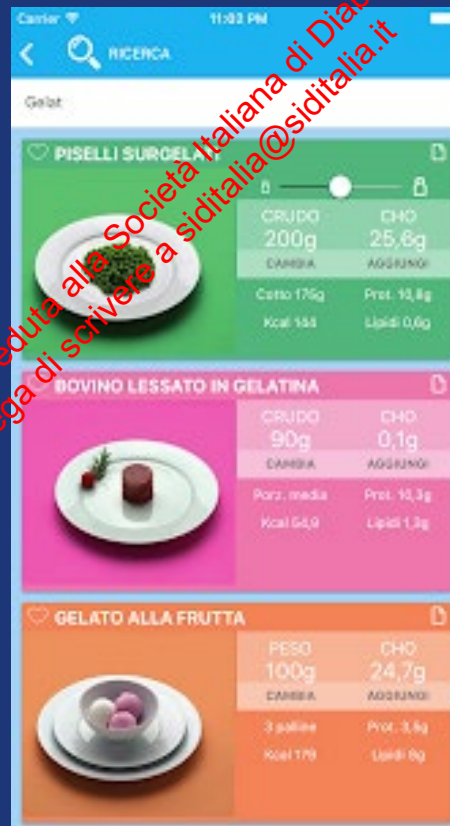 Carrier 11:02 PM
RICERCA
Gelat
PISELLI SURGELATI
CRUDO CHO
200g 25,6g
CAMBIA AGGIUNGI
Cotto 175g Prot. 10,8g
Kcal 144 Lipidi 0,6g
BOVINO LESSATO IN GELATINA
CRUDO CHO
90g 0,1g
CAMBIA AGGIUNGI
Porz. media Prot. 10,3g
Kcal 54,9 Lipidi 1,3g
GELATO ALLA FRUTTA
PESO CHO
100g 24,7g
CAMBIA AGGIUNGI
3 palline Prot. 3,5g
Kcal 179 Lipidi 8g
alla Società Italiana di
di scrivere a siditalia@siditalia.it